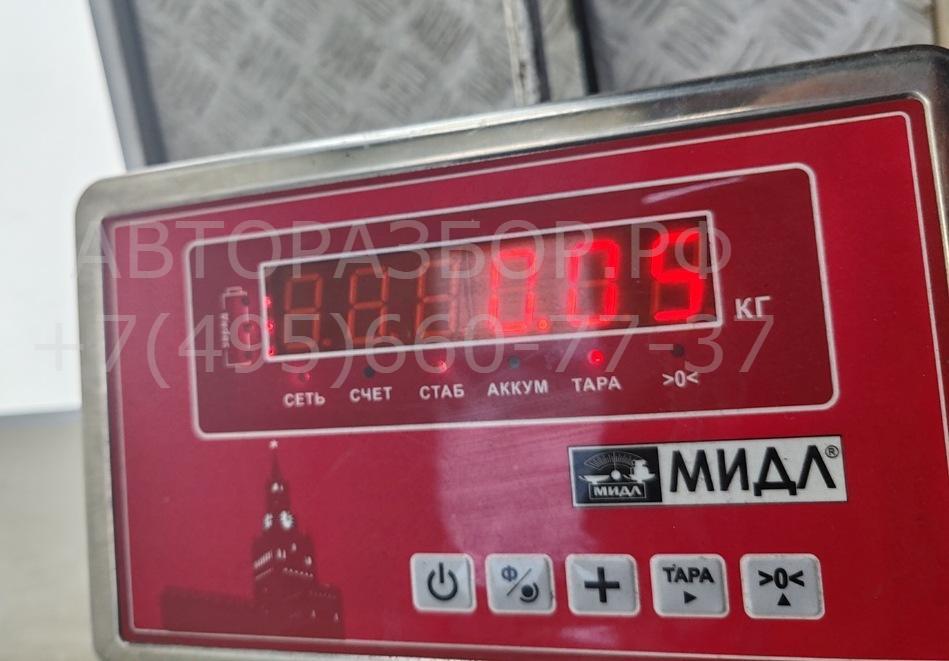 АВТОРАЗБОР.РФ
+7(495)660-77-37
0.05 КГ
СЕТЬ СЧЕТ СТАБ АККУМ ТАРА >0<
МИДЛ МИДЛ®
Ф ТАРА >0<